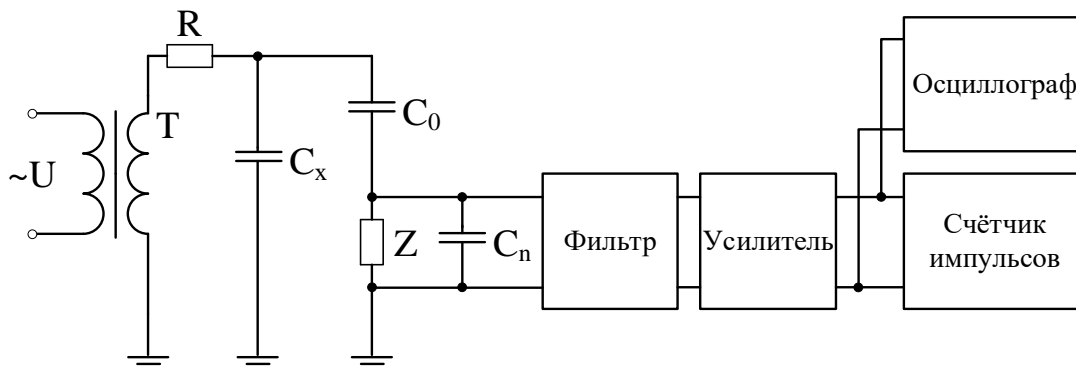 R
T
~U
Cₓ
C₀
Z
Cₙ
Фильтр
Усилитель
Осциллограф
Счётчик
импульсов